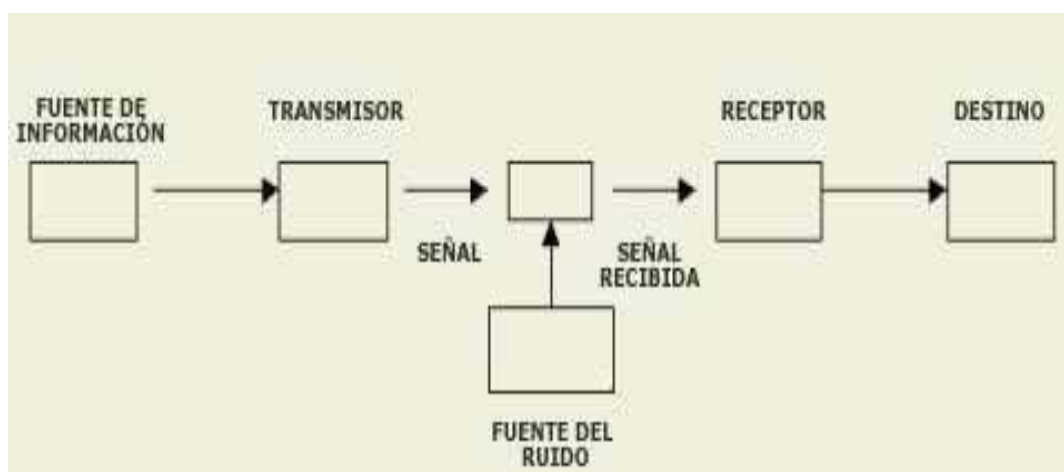 FUENTE DE
INFORMACIÓN
TRANSMISOR
RECEPTOR
DESTINO
SEÑAL
SEÑAL
RECIBIDA
FUENTE DEL
RUIDO